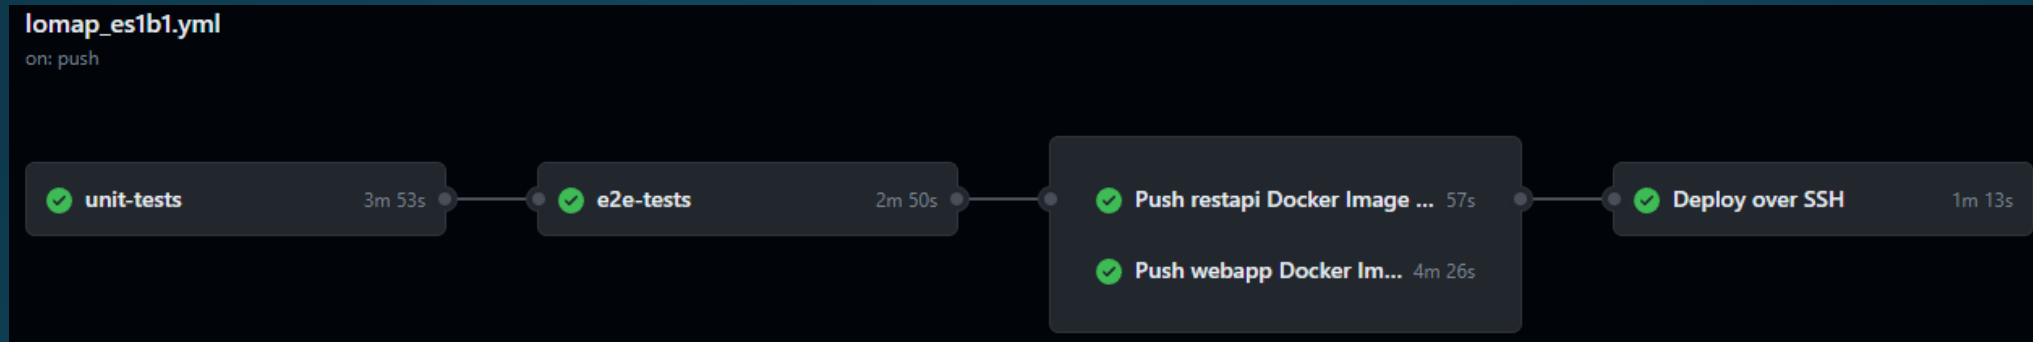 lomap_es1b1.yml
on: push
unit-tests 3m 53s
e2e-tests 2m 50s
Push restapi Docker Image ... 57s
Push webapp Docker Im... 4m 26s
Deploy over SSH 1m 13s